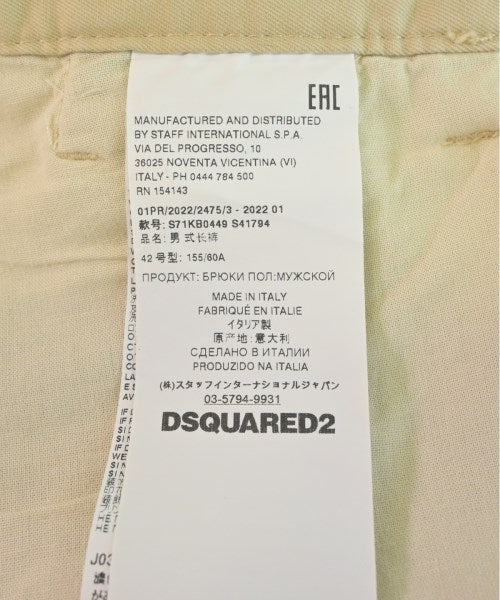 EAC
MANUFACTURED AND DISTRIBUTED
BY STAFF INTERNATIONAL S.P.A.
VIA DEL PROGRESSO, 10
36025 NOVENTA VICENTINA (VI)
ITALY - PH 0444 784 500
RN 154143
01PR/2022/2475/3 - 2022 01
款号: S71KB0449 S41794
品名: 男 式长裤
42 号型: 155/60A
ПРОДУКТ: БРЮКИ ПОЛ:МУЖСКОЙ
MADE IN ITALY
FABRIQUÉ EN ITALIE
イタリア製
原产地: 意大利
СДЕЛАНО В ИТАЛИИ
PRODUZIDO NA ITALIA
(株)スタッフインターナショナルジャパン
03-5794-9931
DSQUARED2
J03